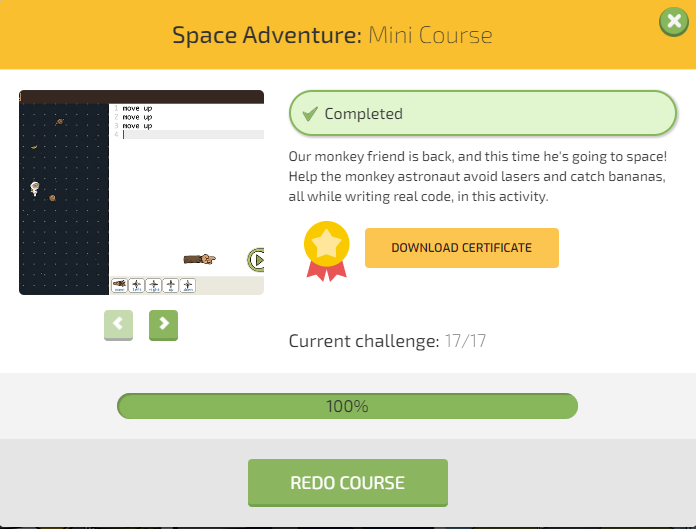 Space Adventure: Mini Course
1 move up
2 move up
3 move up
4
Completed
Our monkey friend is back, and this time he's going to space!
Help the monkey astronaut avoid lasers and catch bananas,
all while writing real code, in this activity.
DOWNLOAD CERTIFICATE
Current challenge: 17/17
100%
REDO COURSE